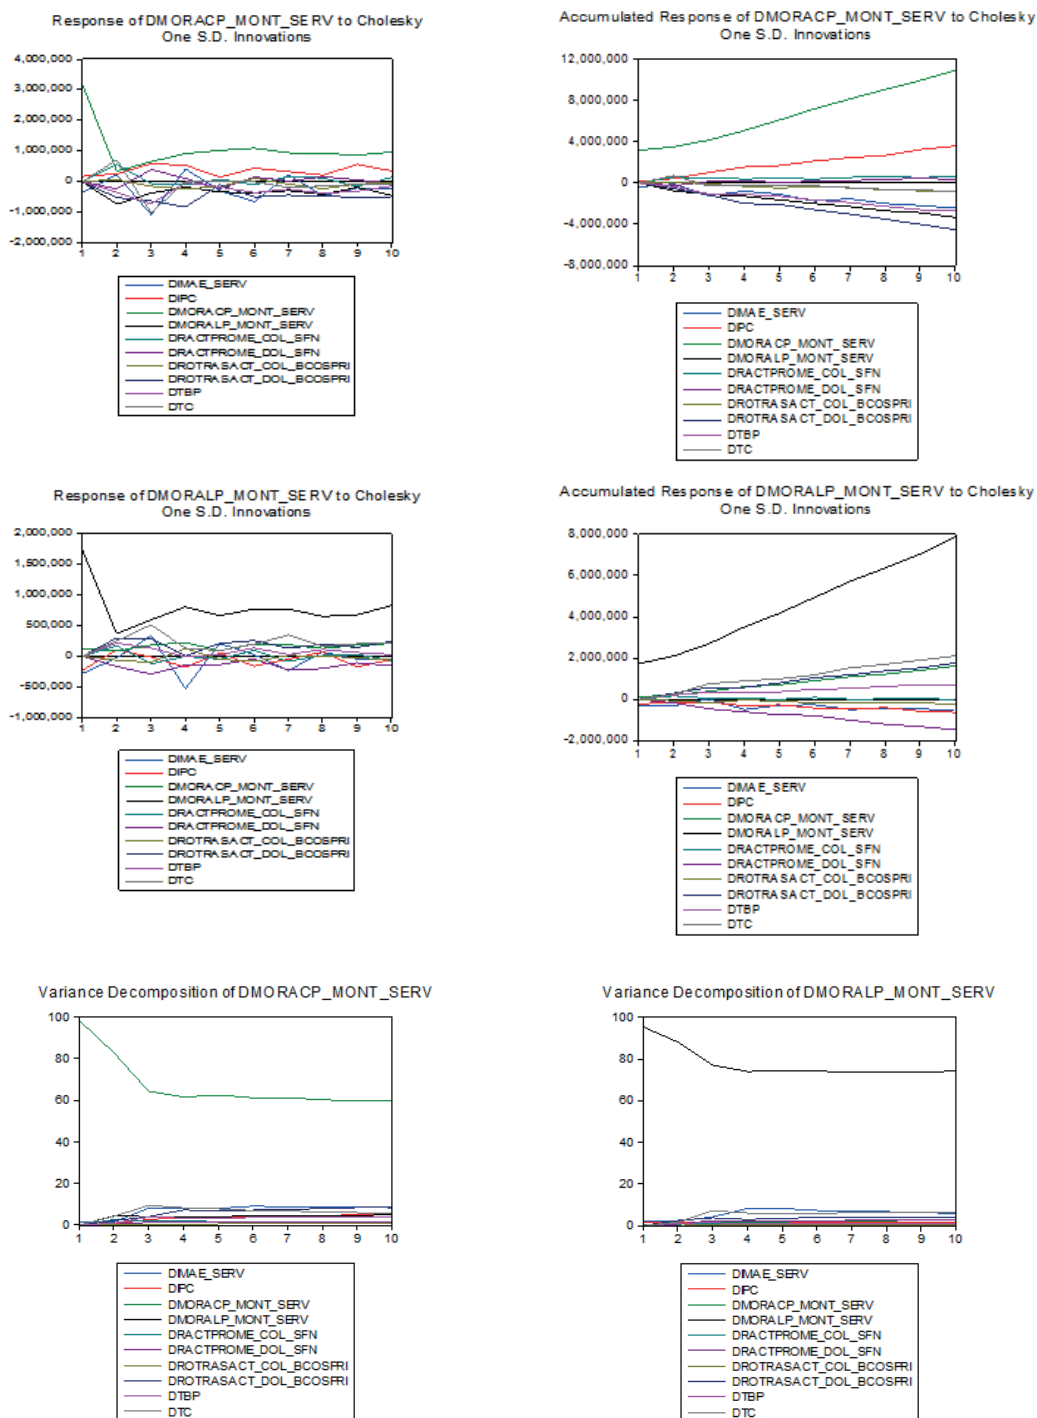 Response of DMORACP_MONT_SERV to Cholesky
One S.D. Innovations
4,000,000
3,000,000
2,000,000
1,000,000
0
-1,000,000
-2,000,000
1 2 3 4 5 6 7 8 9 10
DIMAE_SERV
DIPC
DMORACP_MONT_SERV
DMORALP_MONT_SERV
DRACTPROME_COL_SFN
DRACTPROME_DOL_SFN
DROTRASACT_COL_BCOSPRI
DROTRASACT_DOL_BCOSPRI
DTBP
DTC
Accumulated Response of DMORACP_MONT_SERV to Cholesky
One S.D. Innovations
12,000,000
8,000,000
4,000,000
0
-4,000,000
-8,000,000
1 2 3 4 5 6 7 8 9 10
DIMAE_SERV
DIPC
DMORACP_MONT_SERV
DMORALP_MONT_SERV
DRACTPROME_COL_SFN
DRACTPROME_DOL_SFN
DROTRASACT_COL_BCOSPRI
DROTRASACT_DOL_BCOSPRI
DTBP
DTC
Response of DMORALP_MONT_SERV to Cholesky
One S.D. Innovations
2,000,000
1,500,000
1,000,000
500,000
0
-500,000
-1,000,000
1 2 3 4 5 6 7 8 9 10
DIMAE_SERV
DIPC
DMORACP_MONT_SERV
DMORALP_MONT_SERV
DRACTPROME_COL_SFN
DRACTPROME_DOL_SFN
DROTRASACT_COL_BCOSPRI
DROTRASACT_DOL_BCOSPRI
DTBP
DTC
Accumulated Response of DMORALP_MONT_SERV to Cholesky
One S.D. Innovations
8,000,000
6,000,000
4,000,000
2,000,000
0
-2,000,000
1 2 3 4 5 6 7 8 9 10
DIMAE_SERV
DIPC
DMORACP_MONT_SERV
DMORALP_MONT_SERV
DRACTPROME_COL_SFN
DRACTPROME_DOL_SFN
DROTRASACT_COL_BCOSPRI
DROTRASACT_DOL_BCOSPRI
DTBP
DTC
Variance Decomposition of DMORACP_MONT_SERV
100
80
60
40
20
0
1 2 3 4 5 6 7 8 9 10
DIMAE_SERV
DIPC
DMORACP_MONT_SERV
DMORALP_MONT_SERV
DRACTPROME_COL_SFN
DRACTPROME_DOL_SFN
DROTRASACT_COL_BCOSPRI
DROTRASACT_DOL_BCOSPRI
DTBP
DTC
Variance Decomposition of DMORALP_MONT_SERV
100
80
60
40
20
0
1 2 3 4 5 6 7 8 9 10
DIMAE_SERV
DIPC
DMORACP_MONT_SERV
DMORALP_MONT_SERV
DRACTPROME_COL_SFN
DRACTPROME_DOL_SFN
DROTRASACT_COL_BCOSPRI
DROTRASACT_DOL_BCOSPRI
DTBP
DTC